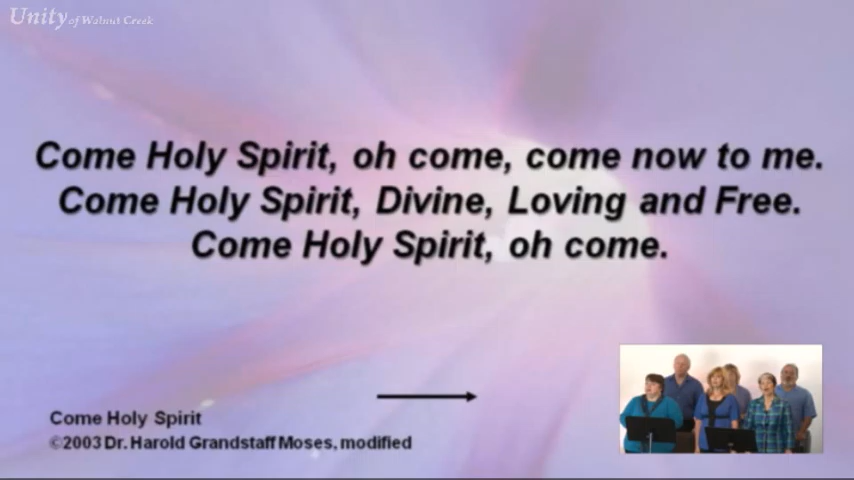 Unity of Walnut Creek
Come Holy Spirit, oh come, come now to me.
Come Holy Spirit, Divine, Loving and Free.
Come Holy Spirit, oh come.
Come Holy Spirit
©2003 Dr. Harold Grandstaff Moses, modified